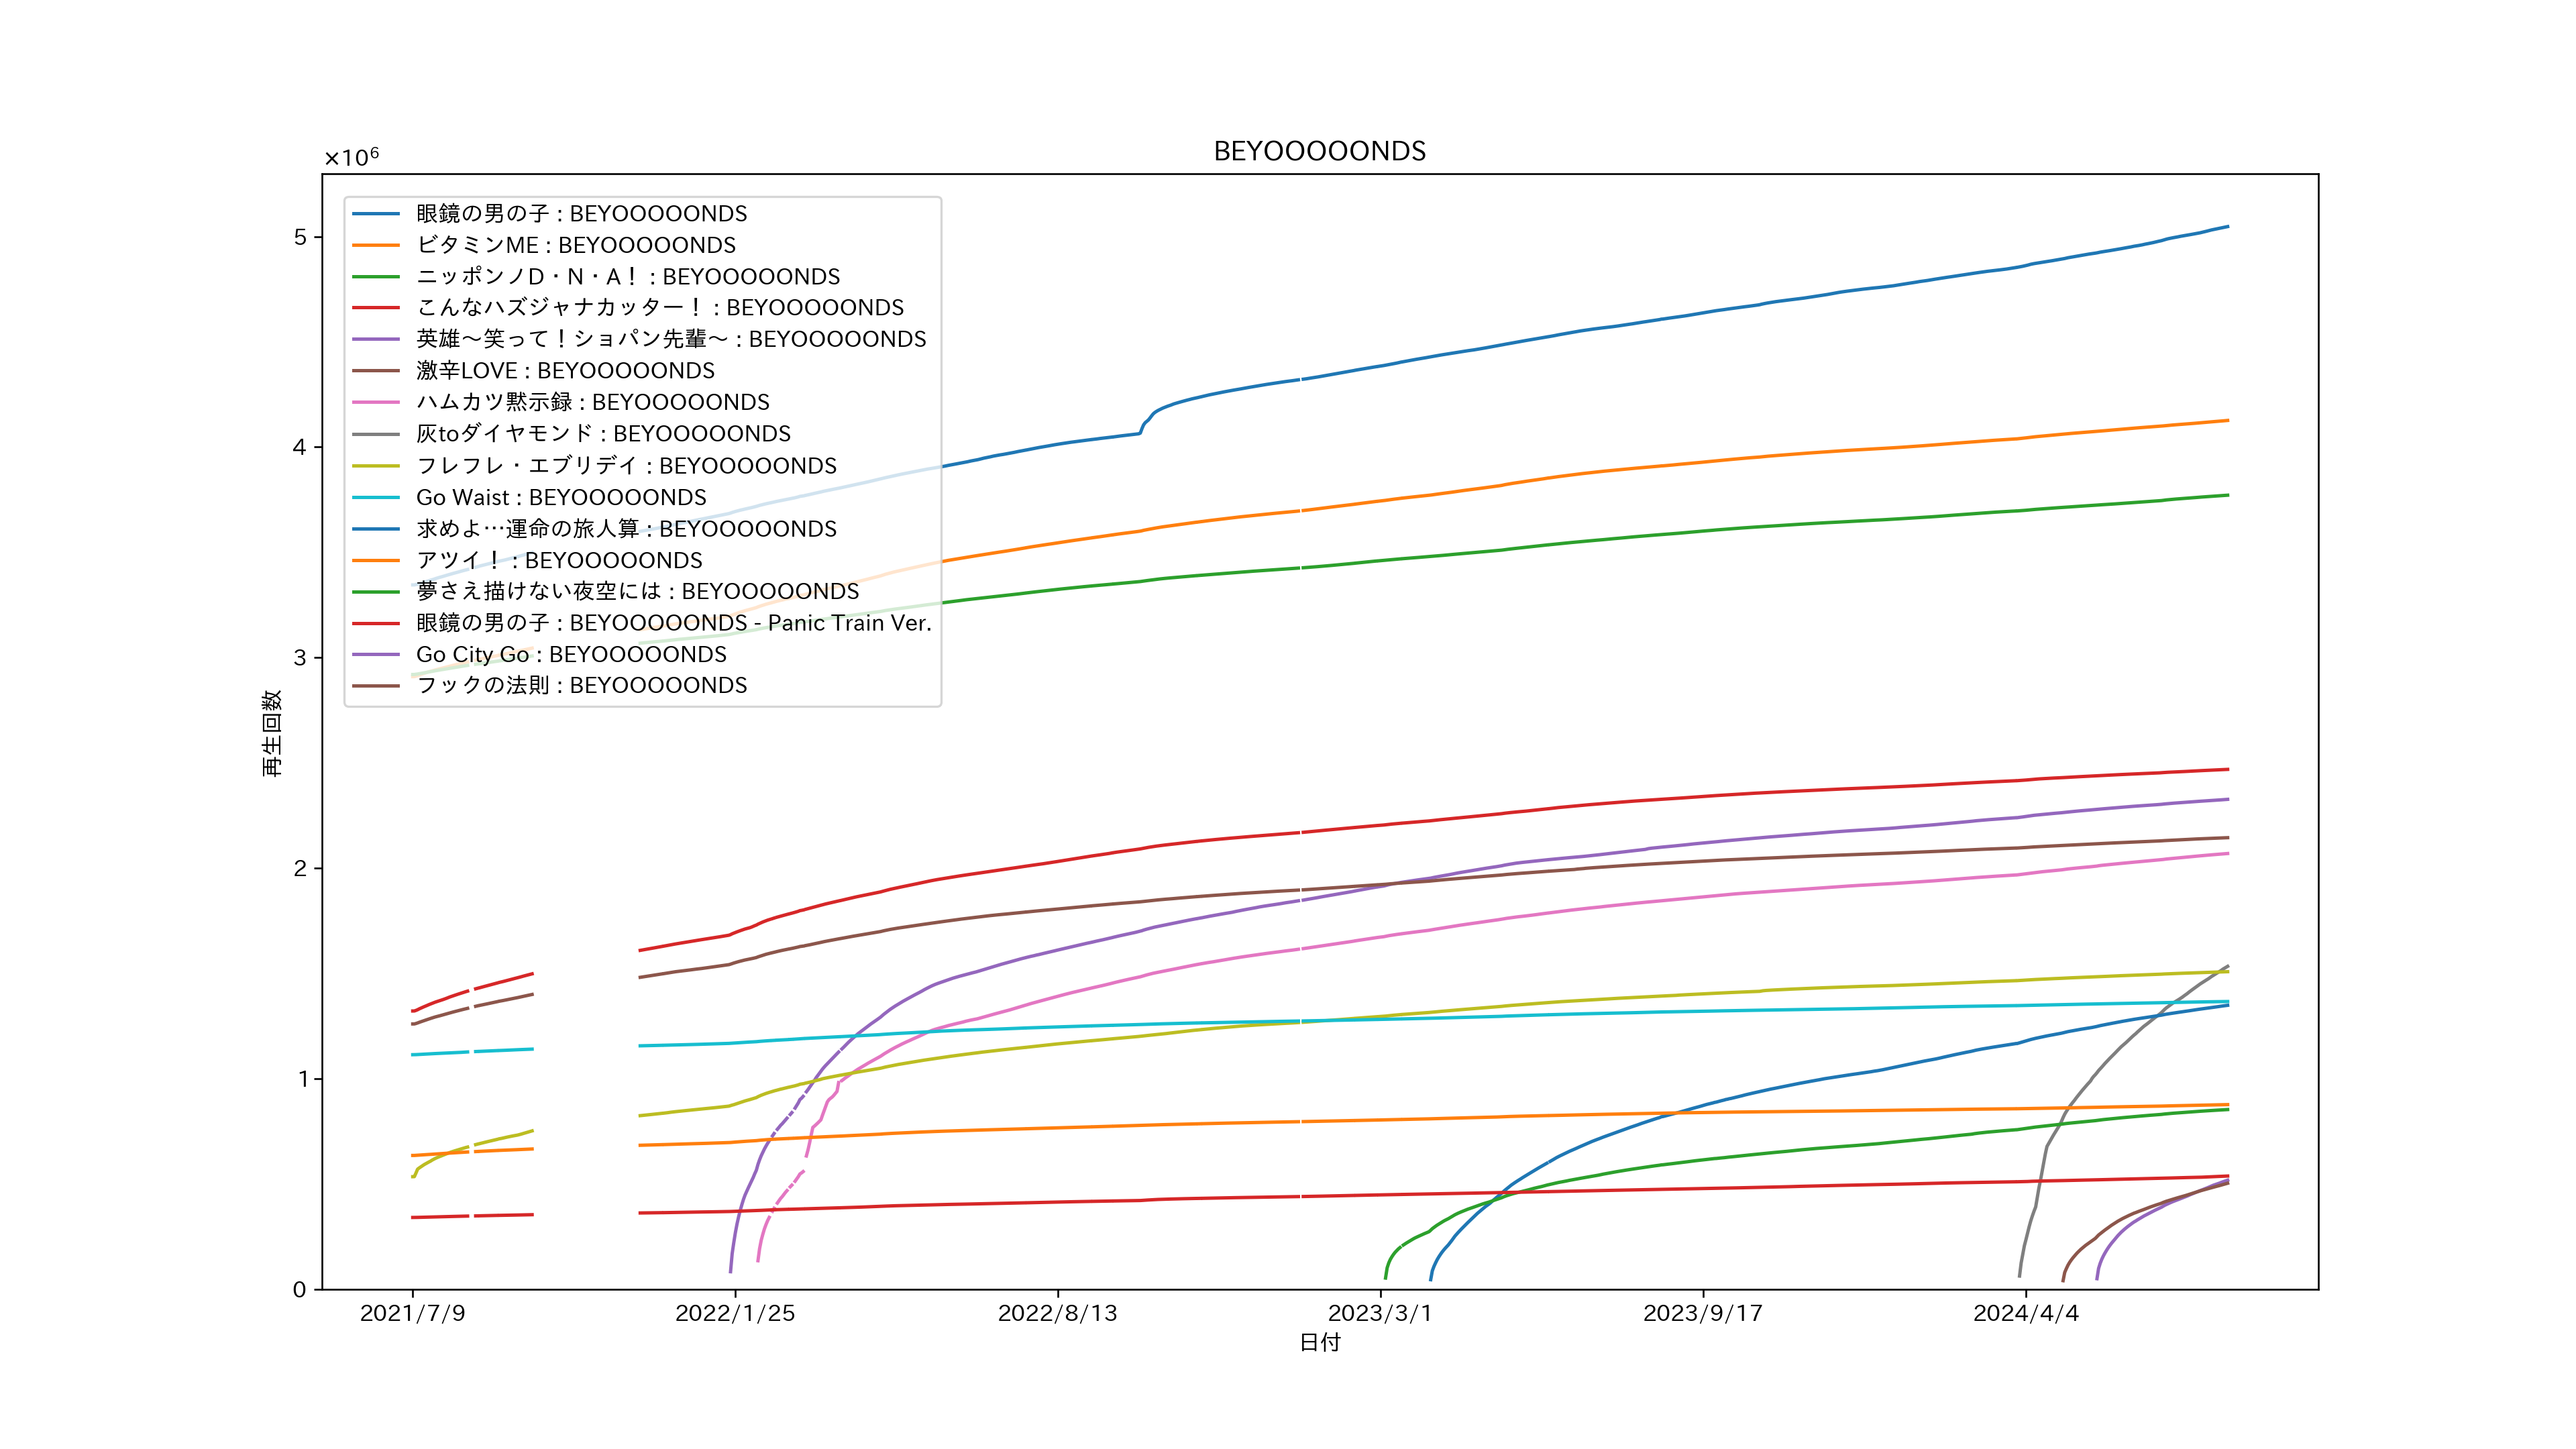 BEYOOOOONDS
×10⁶
眼鏡の男の子 : BEYOOOOONDS
ビタミンME : BEYOOOOONDS
ニッポンノD・N・A! : BEYOOOOONDS
こんなハズジャナカッター! : BEYOOOOONDS
英雄〜笑って!ショパン先輩〜 : BEYOOOOONDS
激辛LOVE : BEYOOOOONDS
ハムカツ黙示録 : BEYOOOOONDS
灰toダイヤモンド : BEYOOOOONDS
フレフレ・エブリデイ : BEYOOOOONDS
Go Waist : BEYOOOOONDS
求めよ…運命の旅人算 : BEYOOOOONDS
アツイ! : BEYOOOOONDS
夢さえ描けない夜空には : BEYOOOOONDS
眼鏡の男の子 : BEYOOOOONDS - Panic Train Ver.
Go City Go : BEYOOOOONDS
フックの法則 : BEYOOOOONDS
5
4
3
2
1
0
再生回数
2021/7/9
2022/1/25
2022/8/13
2023/3/1
2023/9/17
2024/4/4
日付